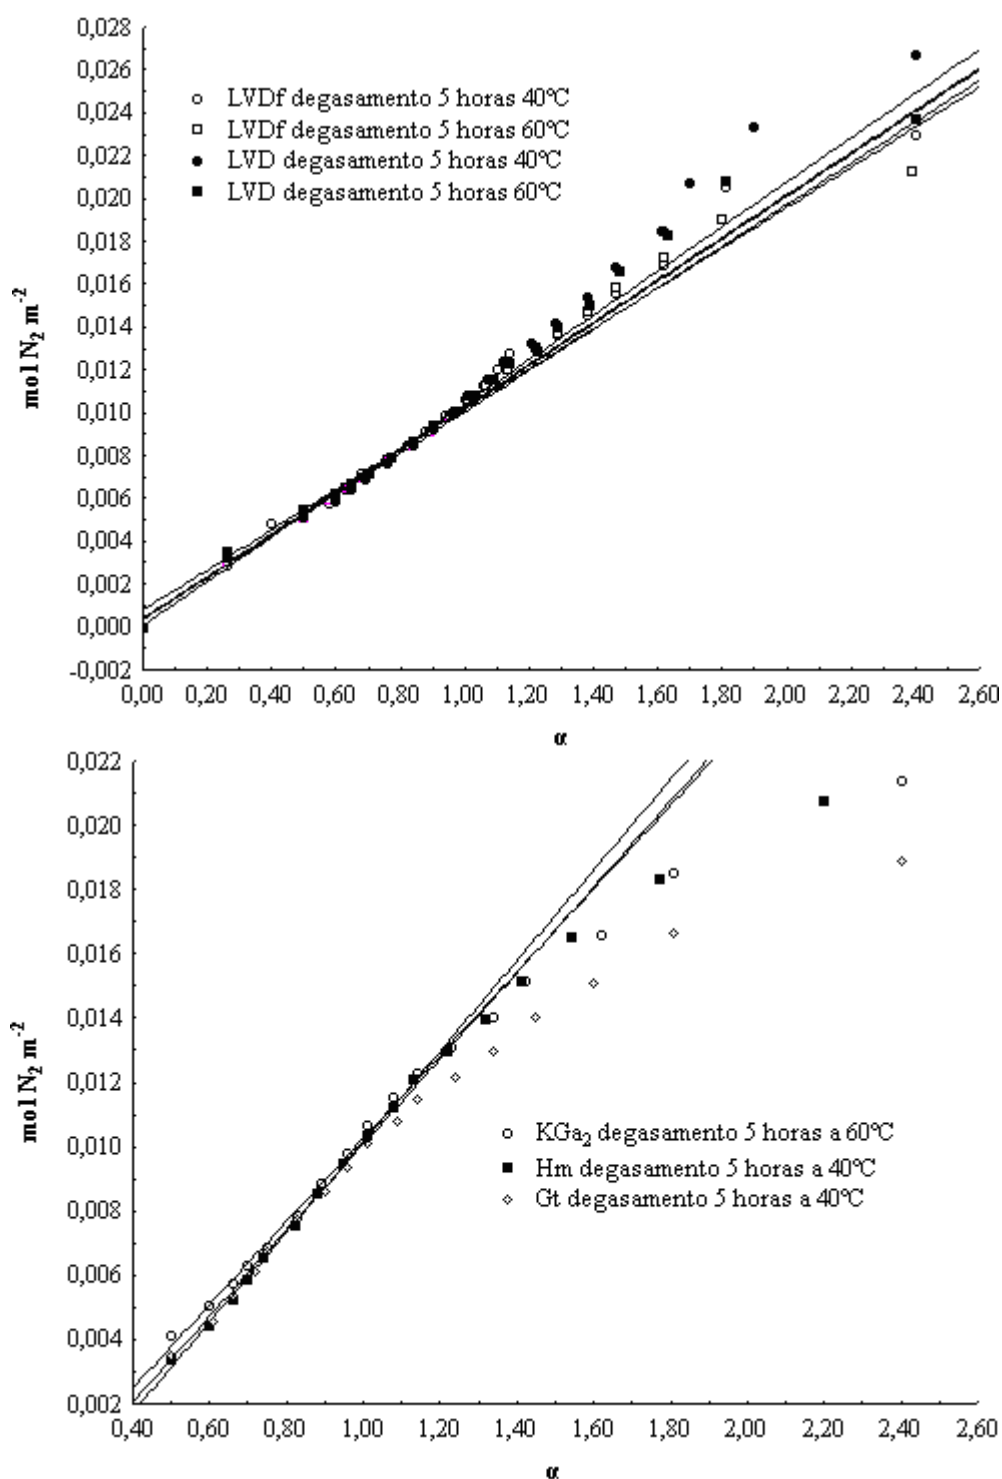 0,028
0,026
0,024
0,022
0,020
0,018
0,016
0,014
0,012
0,010
0,008
0,006
0,004
0,002
0,000
-0,002
mol N₂ m⁻²
LVDf degasamento 5 horas 40ºC
LVDf degasamento 5 horas 60ºC
LVD degasamento 5 horas 40ºC
LVD degasamento 5 horas 60ºC
0,00 0,20 0,40 0,60 0,80 1,00 1,20 1,40 1,60 1,80 2,00 2,20 2,40 2,60
α
0,022
0,020
0,018
0,016
0,014
0,012
0,010
0,008
0,006
0,004
0,002
mol N₂ m⁻²
KGa₂ degasamento 5 horas a 60ºC
Hm degasamento 5 horas a 40ºC
Gt degasamento 5 horas a 40ºC
0,40 0,60 0,80 1,00 1,20 1,40 1,60 1,80 2,00 2,20 2,40 2,60
α